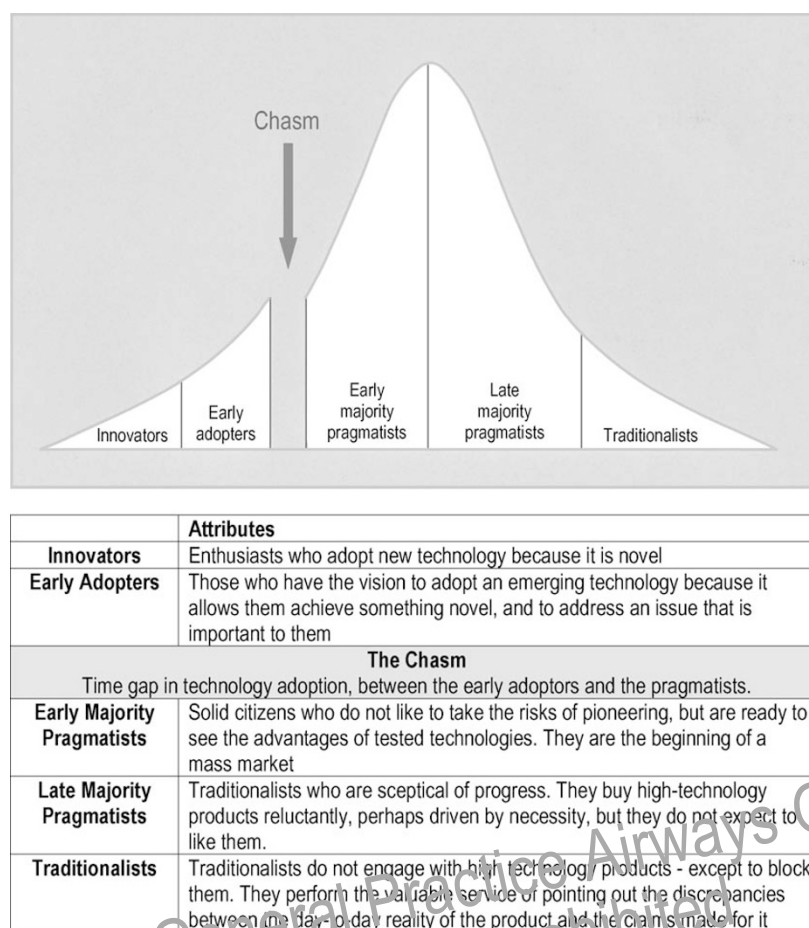 Chasm
Innovators
Early
adopters
Early
majority
pragmatists
Late
majority
pragmatists
Traditionalists
Attributes
Innovators Enthusiasts who adopt new technology because it is novel
Early Adopters Those who have the vision to adopt an emerging technology because it
allows them achieve something novel, and to address an issue that is
important to them
The Chasm
Time gap in technology adoption, between the early adoptors and the pragmatists.
Early Majority Solid citizens who do not like to take the risks of pioneering, but are ready to
Pragmatists see the advantages of tested technologies. They are the beginning of a
mass market
Late Majority Traditionalists who are sceptical of progress. They buy high-technology
Pragmatists products reluctantly, perhaps driven by necessity, but they do not expect to
like them.
Traditionalists Traditionalists do not engage with high technology products - except to block
them. They perform the valuable service of pointing out the discrepancies
between the day-to-day reality of the product and the claims made for it
General Practice Airways